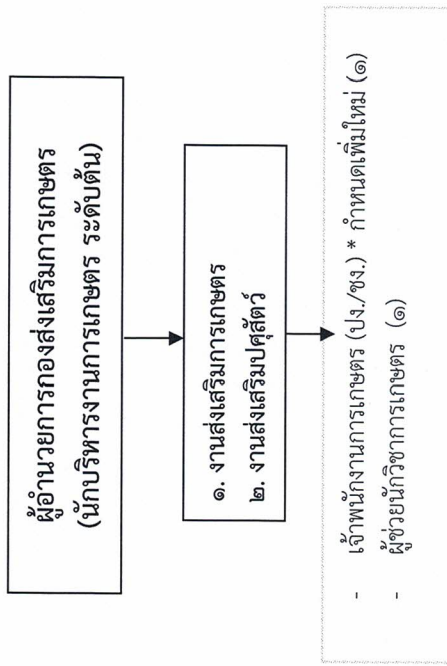 ผู้อำนวยการกองส่งเสริมการเกษตร
(นักบริหารงานการเกษตร ระดับต้น)
๑. งานส่งเสริมการเกษตร
๒. งานส่งเสริมปศุสัตว์
- เจ้าพนักงานการเกษตร (ปง./ชง.) * กำหนดเพิ่มใหม่ (๑)
- ผู้ช่วยนักวิชาการเกษตร (๑)